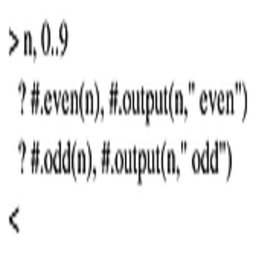 > n, 0..9
? #.even(n), #.output(n," even")
? #.odd(n), #.output(n," odd")
<